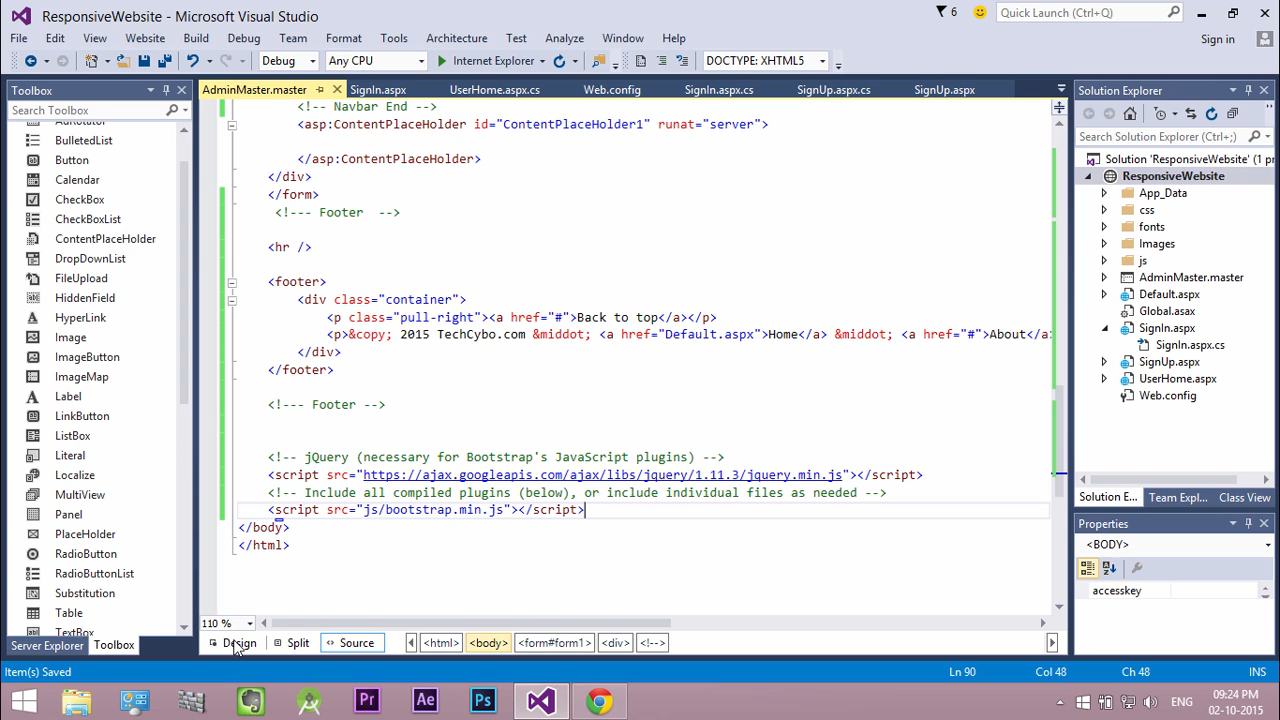 ResponsiveWebsite - Microsoft Visual Studio
6
Quick Launch (Ctrl+Q)
File Edit View Website Build Debug Team Format Tools Architecture Test Analyze Window Help
Sign in
Debug Any CPU Internet Explorer DOCTYPE: XHTML5
Toolbox
Search Toolbox
BulletedList
Button
Calendar
CheckBox
CheckBoxList
ContentPlaceHolder
DropDownList
FileUpload
HiddenField
HyperLink
Image
ImageButton
ImageMap
Label
LinkButton
ListBox
Literal
Localize
MultiView
Panel
PlaceHolder
RadioButton
RadioButtonList
Substitution
Table
TextBox
Server Explorer Toolbox
AdminMaster.master SignIn.aspx UserHome.aspx.cs Web.config SignIn.aspx.cs SignUp.aspx.cs SignUp.aspx
<!-- Navbar End -->
<asp:ContentPlaceHolder id="ContentPlaceHolder1" runat="server">
</asp:ContentPlaceHolder>
</div>
</form>
<!--- Footer  -->
<hr />
<footer>
<div class="container">
<p class="pull-right"><a href="#">Back to top</a></p>
<p>&copy; 2015 TechCybo.com &middot; <a href="Default.aspx">Home</a> &middot; <a href="#">About</a>
</div>
</footer>
<!--- Footer -->
<!-- jQuery (necessary for Bootstrap's JavaScript plugins) -->
<script src="https://ajax.googleapis.com/ajax/libs/jquery/1.11.3/jquery.min.js"></script>
<!-- Include all compiled plugins (below), or include individual files as needed -->
<script src="js/bootstrap.min.js"></script>
</body>
</html>
110 %
Design Split Source <html> <body> <form#form1> <div> <!-->
Solution Explorer
Search Solution Explorer (Ctrl+;)
Solution 'ResponsiveWebsite' (1 pr
ResponsiveWebsite
App_Data
css
fonts
Images
js
AdminMaster.master
Default.aspx
Global.asax
SignIn.aspx
SignIn.aspx.cs
SignUp.aspx
UserHome.aspx
Web.config
Solution E... Team Expl... Class View
Properties
<BODY>
accesskey
Item(s) Saved Ln 90 Col 48 Ch 48 INS
Pr Ae Ps
ENG
09:24 PM
02-10-2015